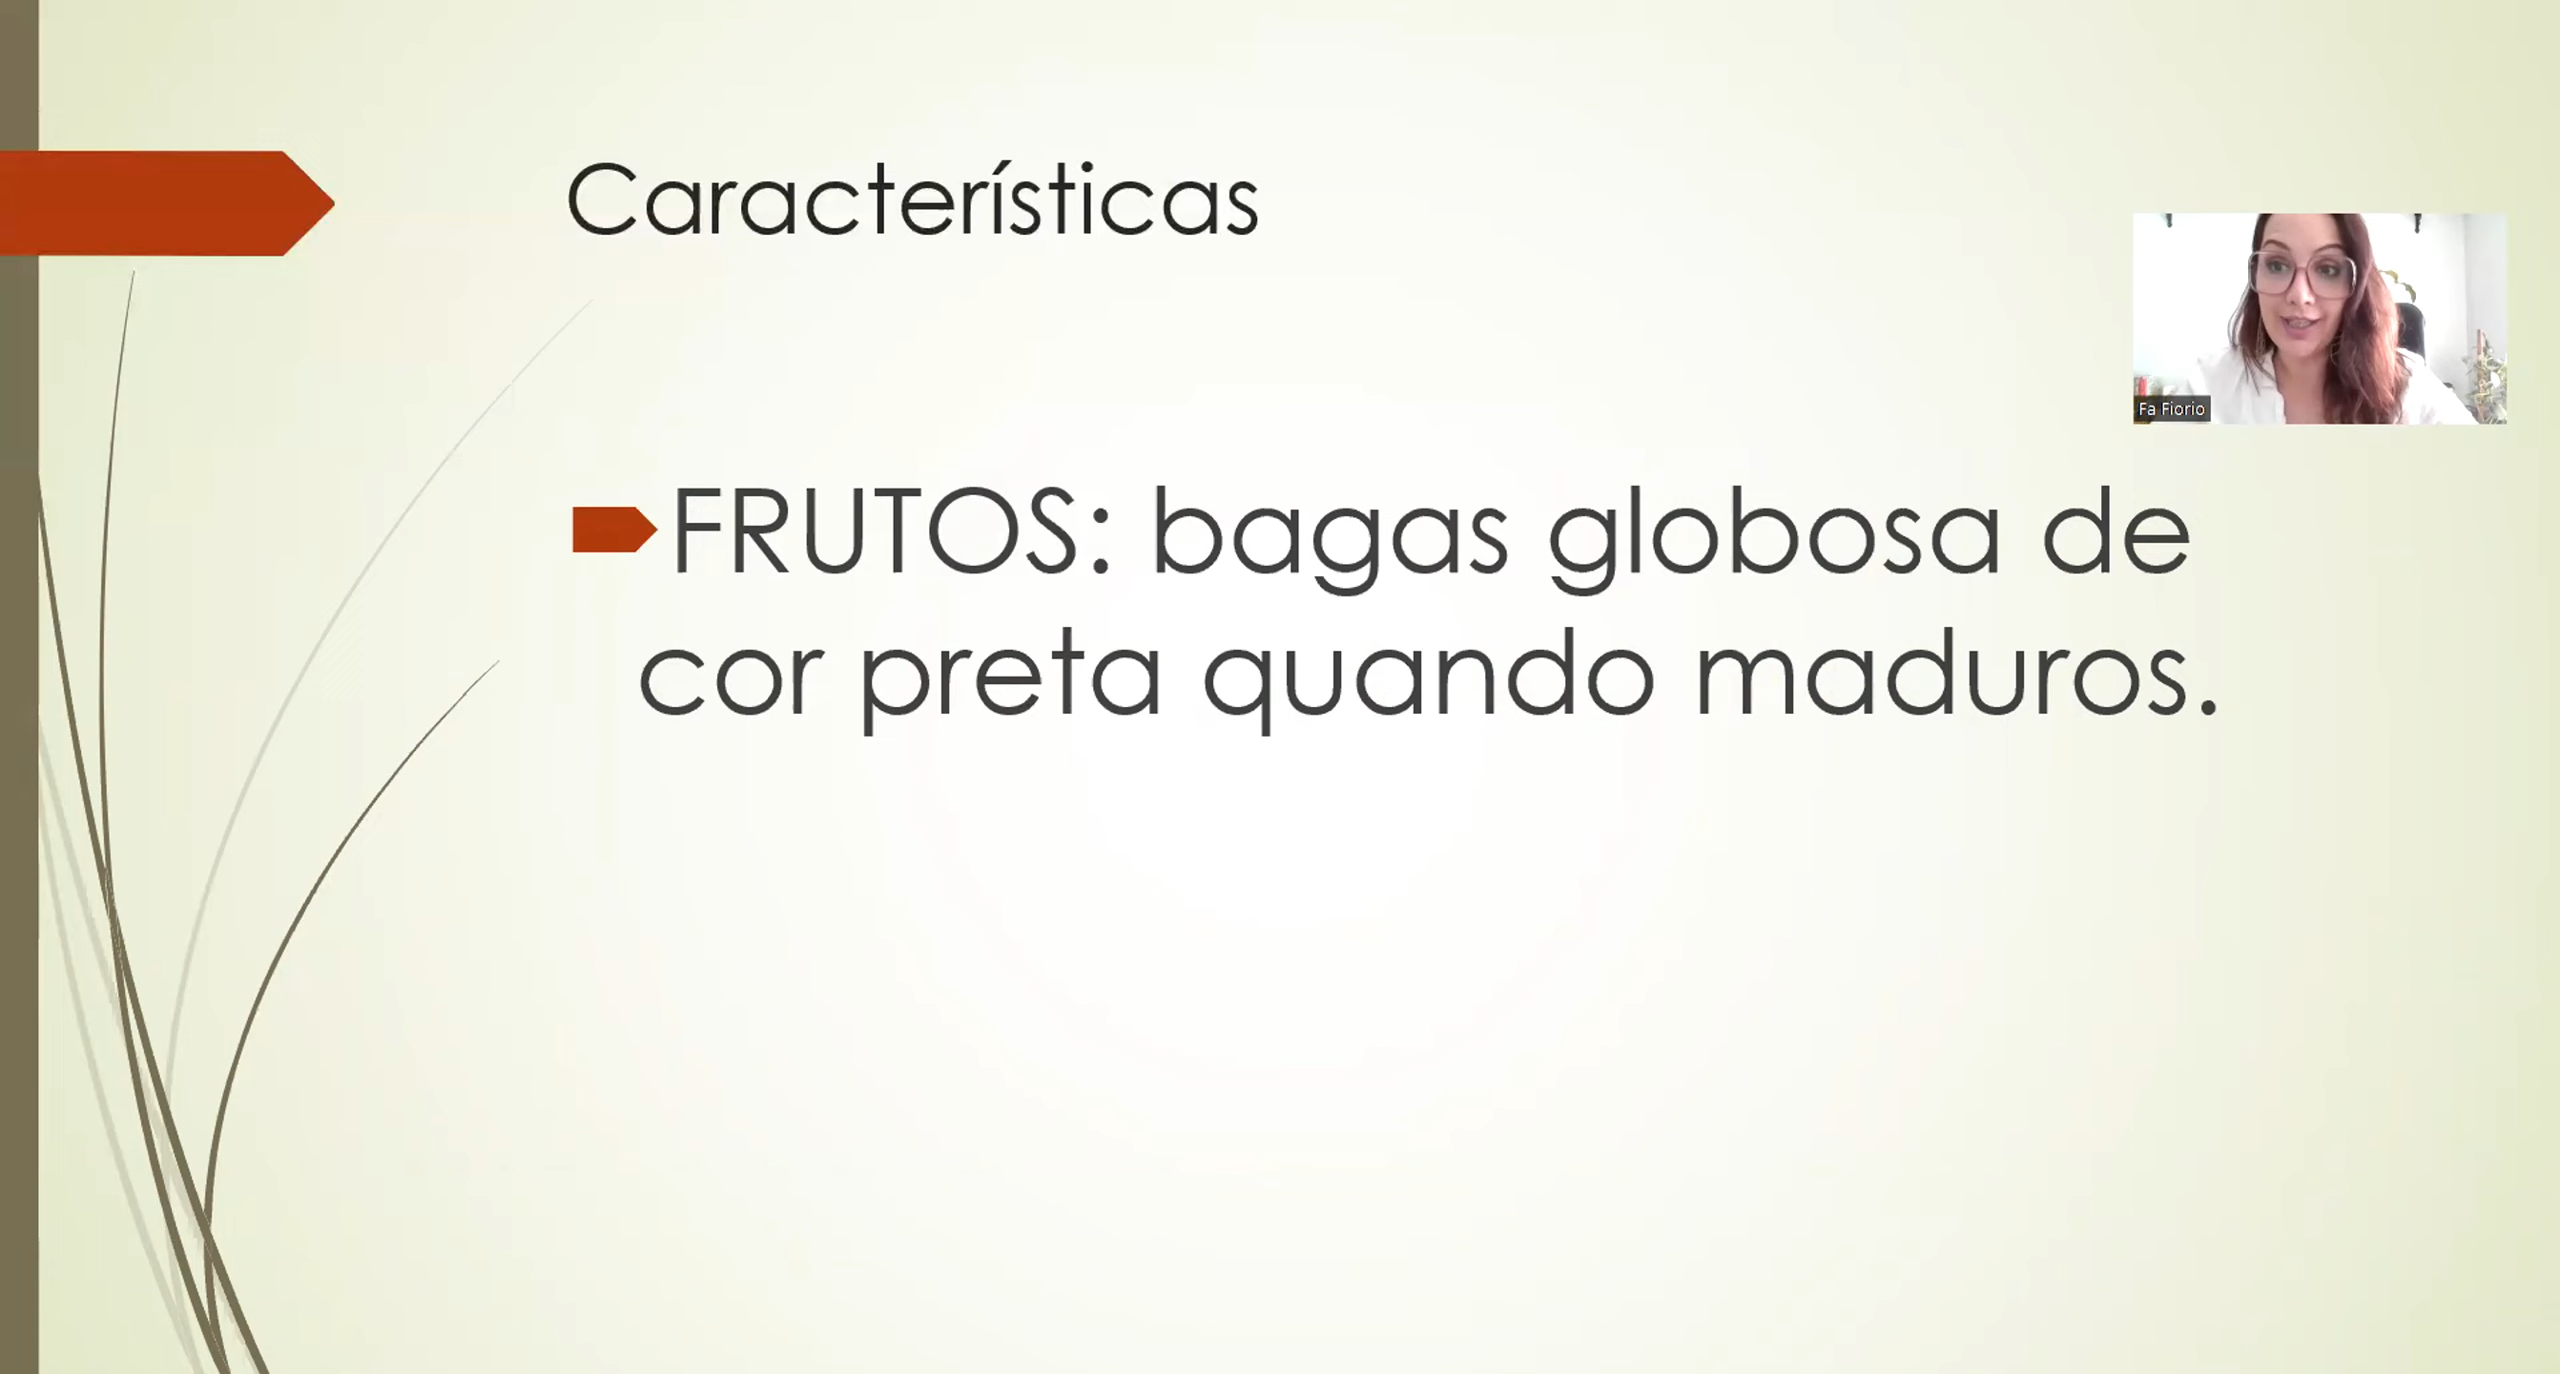 Características
FRUTOS: bagas globosa de
cor preta quando maduros.
Fa Fiorio